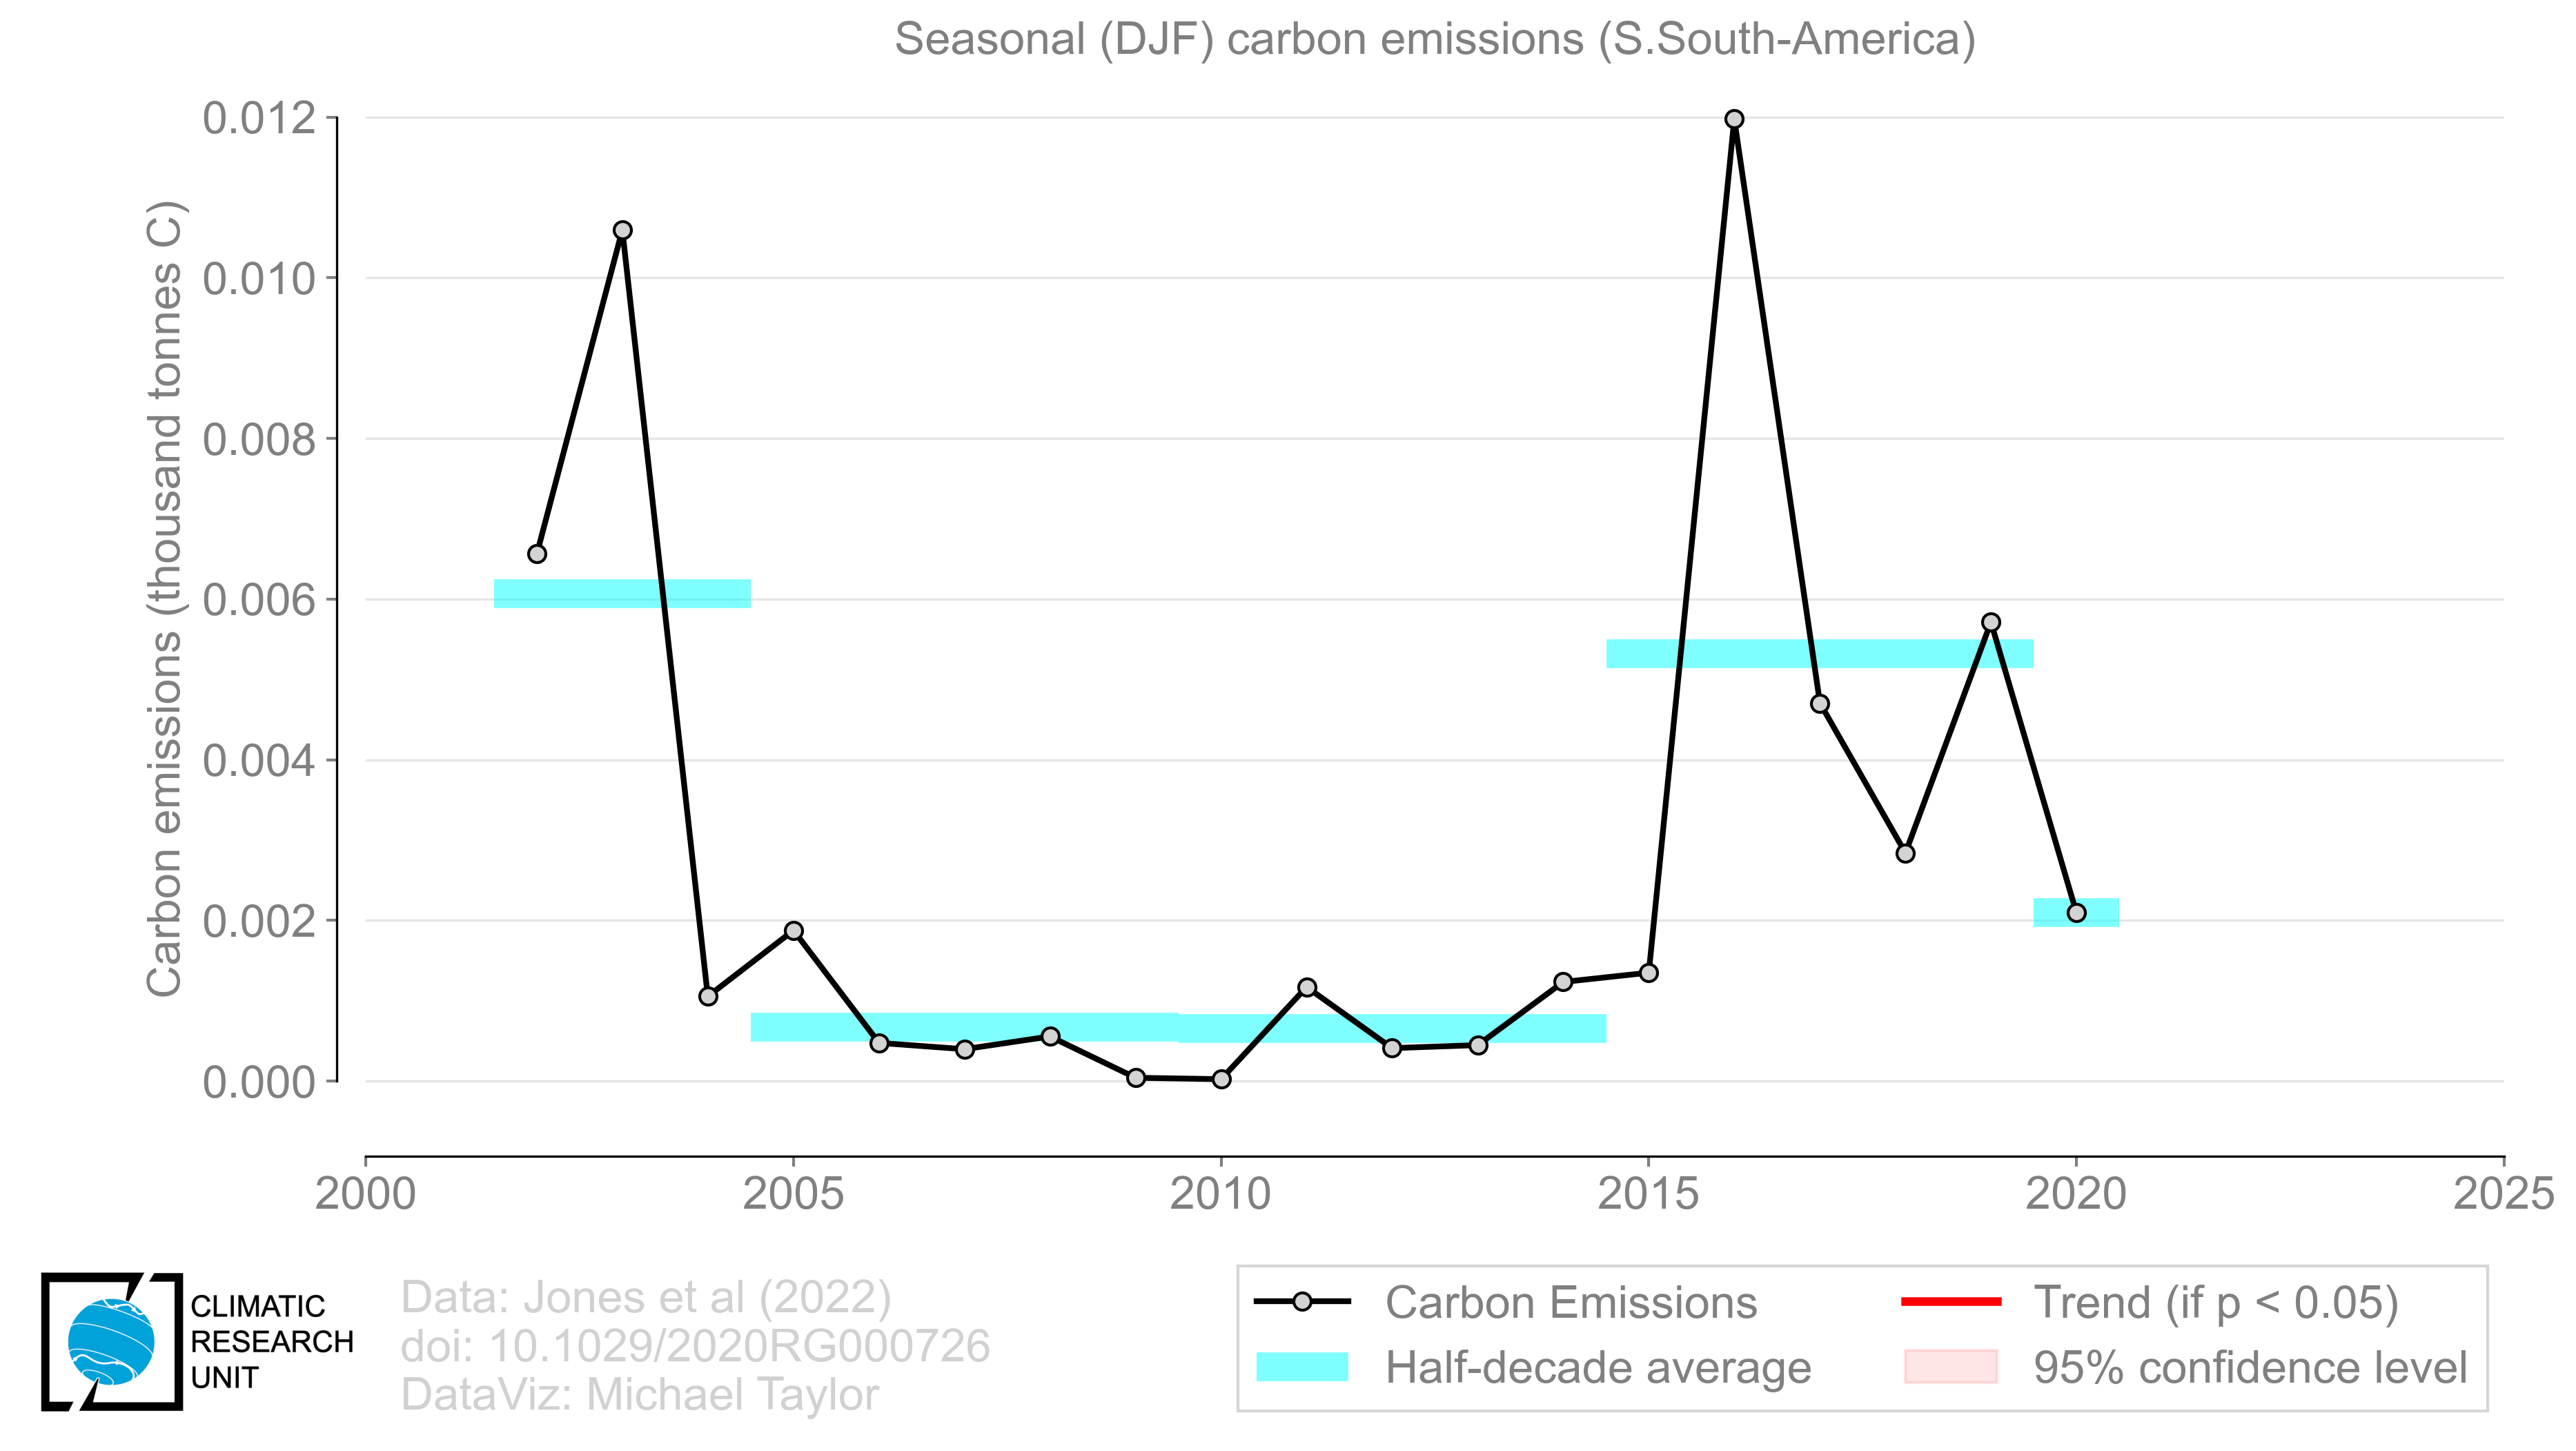 Seasonal (DJF) carbon emissions (S.South-America)
Carbon emissions (thousand tonnes C)
0.012
0.010
0.008
0.006
0.004
0.002
0.000
2000 2005 2010 2015 2020 2025
CLIMATIC
RESEARCH
UNIT
Data: Jones et al (2022)
doi: 10.1029/2020RG000726
DataViz: Michael Taylor
Carbon Emissions
Half-decade average
Trend (if p < 0.05)
95% confidence level